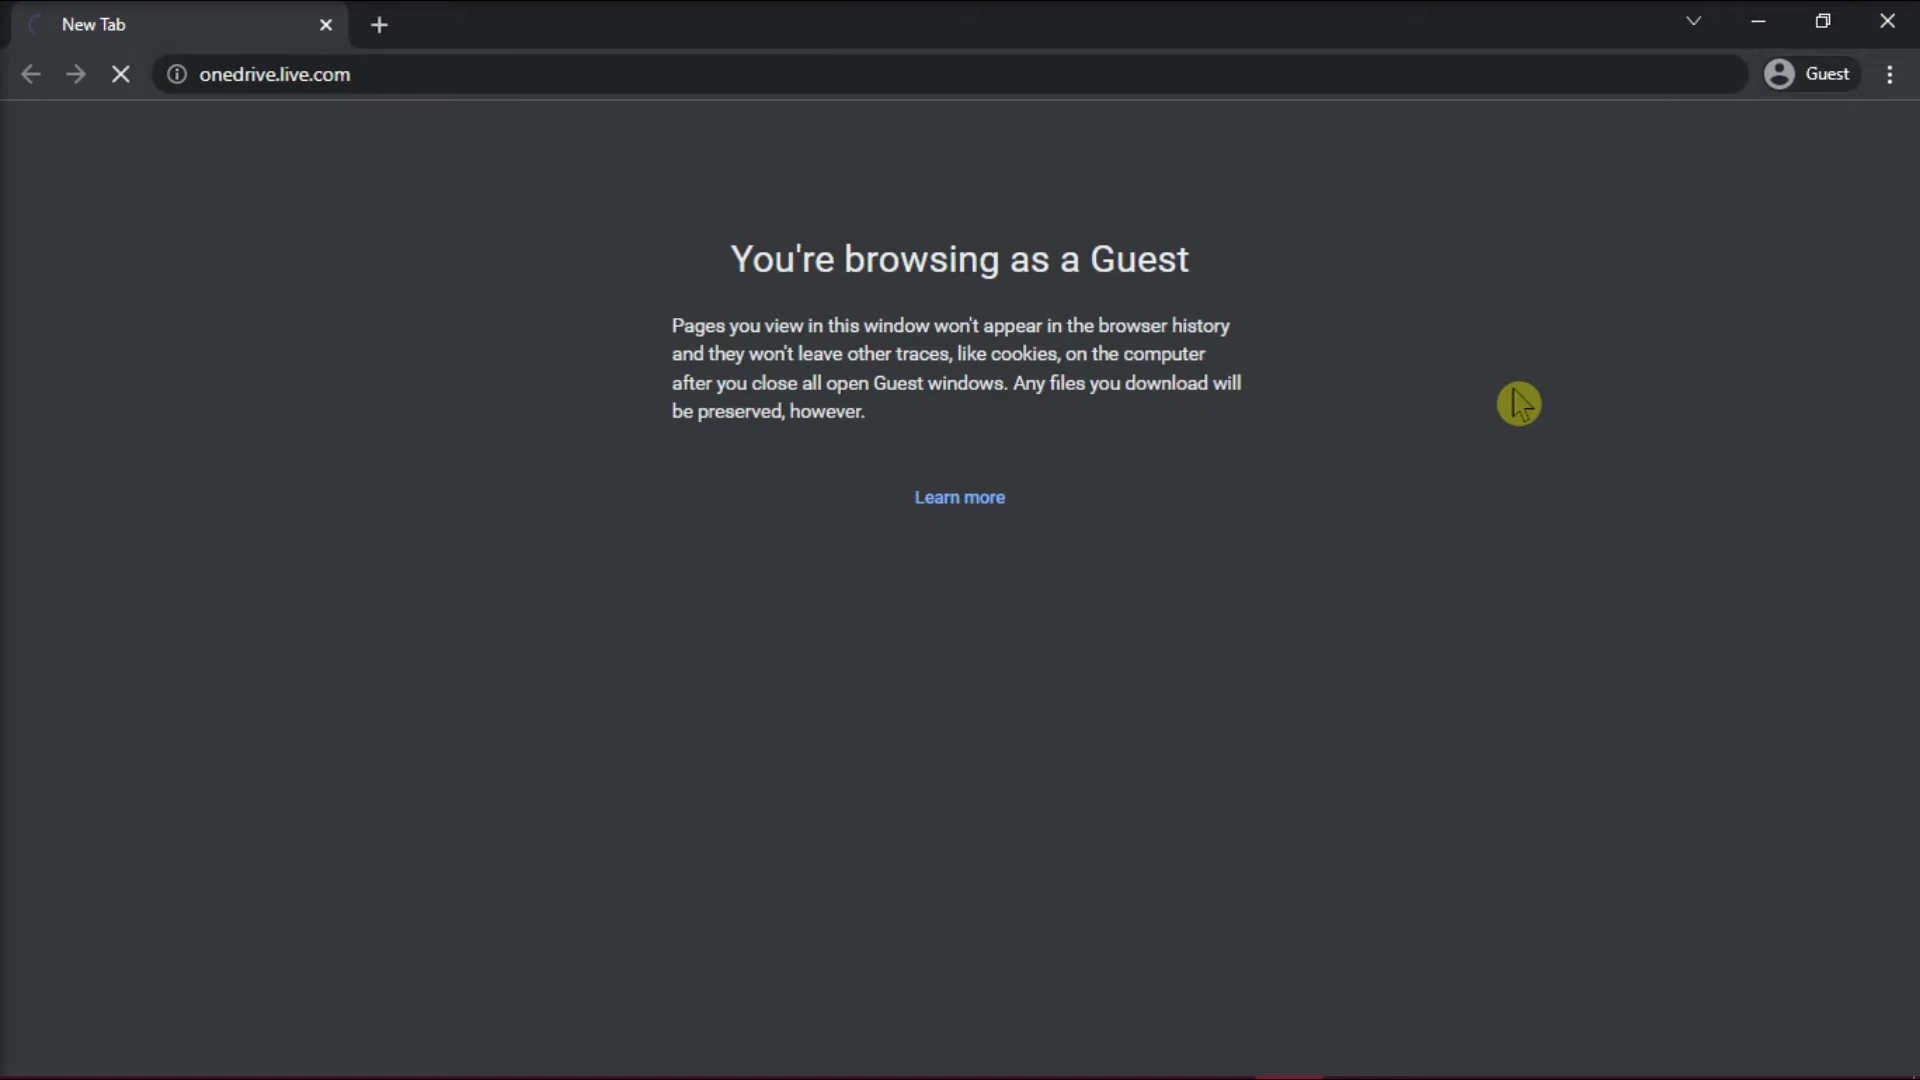 New Tab
onedrive.live.com
Guest
You're browsing as a Guest
Pages you view in this window won't appear in the browser history
and they won't leave other traces, like cookies, on the computer
after you close all open Guest windows. Any files you download will
be preserved, however.
Learn more